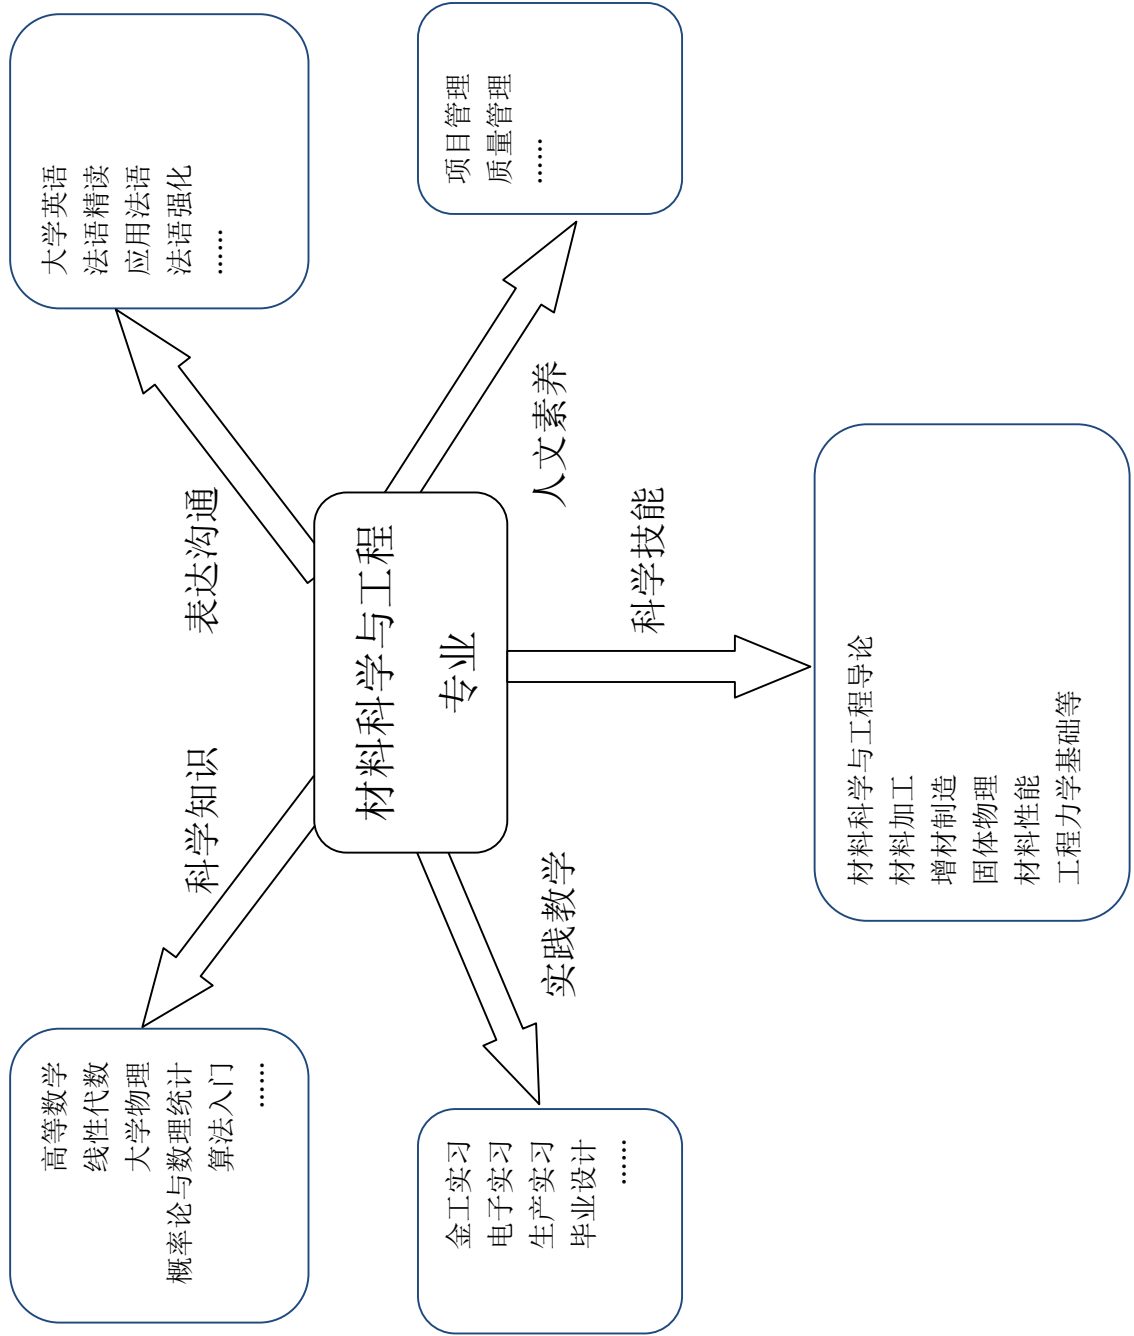 高等数学
线性代数
大学物理
概率论与数理统计
算法入门
……
科学知识
表达沟通
大学英语
法语精读
应用法语
法语强化
……
材料科学与工程
专业
金工实习
电子实习
生产实习
毕业设计
……
实践教学
人文素养
项目管理
质量管理
……
科学技能
材料科学与工程导论
材料加工
增材制造
固体物理
材料性能
工程力学基础等